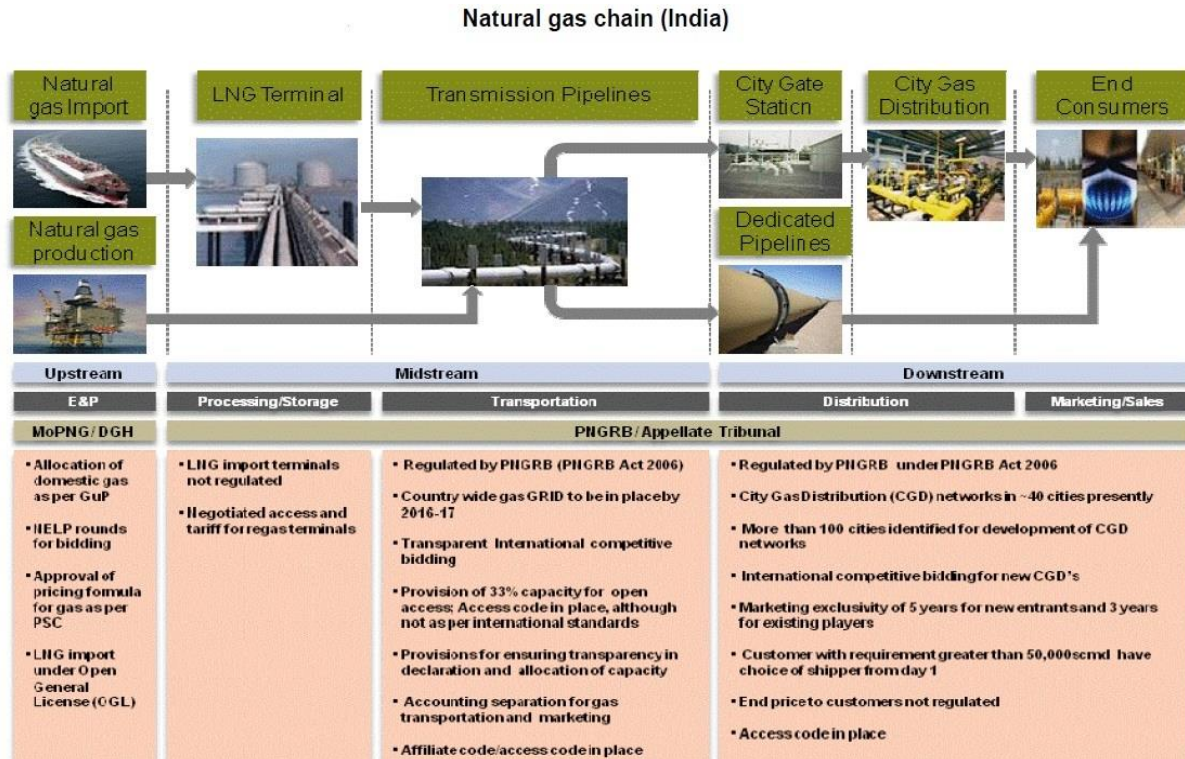 Natural gas chain (India)
Natural
gas Import
LNG Terminal
Transmission Pipelines
City Gate
Station
City Gas
Distribution
End
Consumers
Natural gas
production
Dedicated
Pipelines
Upstream
Midstream
Downstream
E&P
Processing/Storage
Transportation
Distribution
Marketing/Sales
MoPNG/DGH
PNGRB/Appellate Tribunal
▪ Allocation of
domestic gas
as per GuP
▪ NELP rounds
for bidding
▪ Approval of
pricing formula
for gas as per
PSC
▪ LNG import
under Open
General
License (OGL)
▪ LNG import terminals
not regulated
▪ Negotiated access and
tariff for regas terminals
▪ Regulated by PNGRB (PNGRB Act 2006)
▪ Country wide gas GRID to be in place by
2016-17
▪ Transparent International competitive
bidding
▪ Provision of 33% capacity for open
access; Access code in place, although
not as per international standards
▪ Provisions for ensuring transparency in
declaration and allocation of capacity
▪ Accounting separation for gas
transportation and marketing
▪ Affiliate code/access code in place
▪ Regulated by PNGRB under PNGRB Act 2006
▪ City Gas Distribution (CGD) networks in ~40 cities presently
▪ More than 100 cities identified for development of CGD
networks
▪ International competitive bidding for new CGD's
▪ Marketing exclusivity of 5 years for new entrants and 3 years
for existing players
▪ Customer with requirement greater than 50,000scmd have
choice of shipper from day 1
▪ End price to customers not regulated
▪ Access code in place